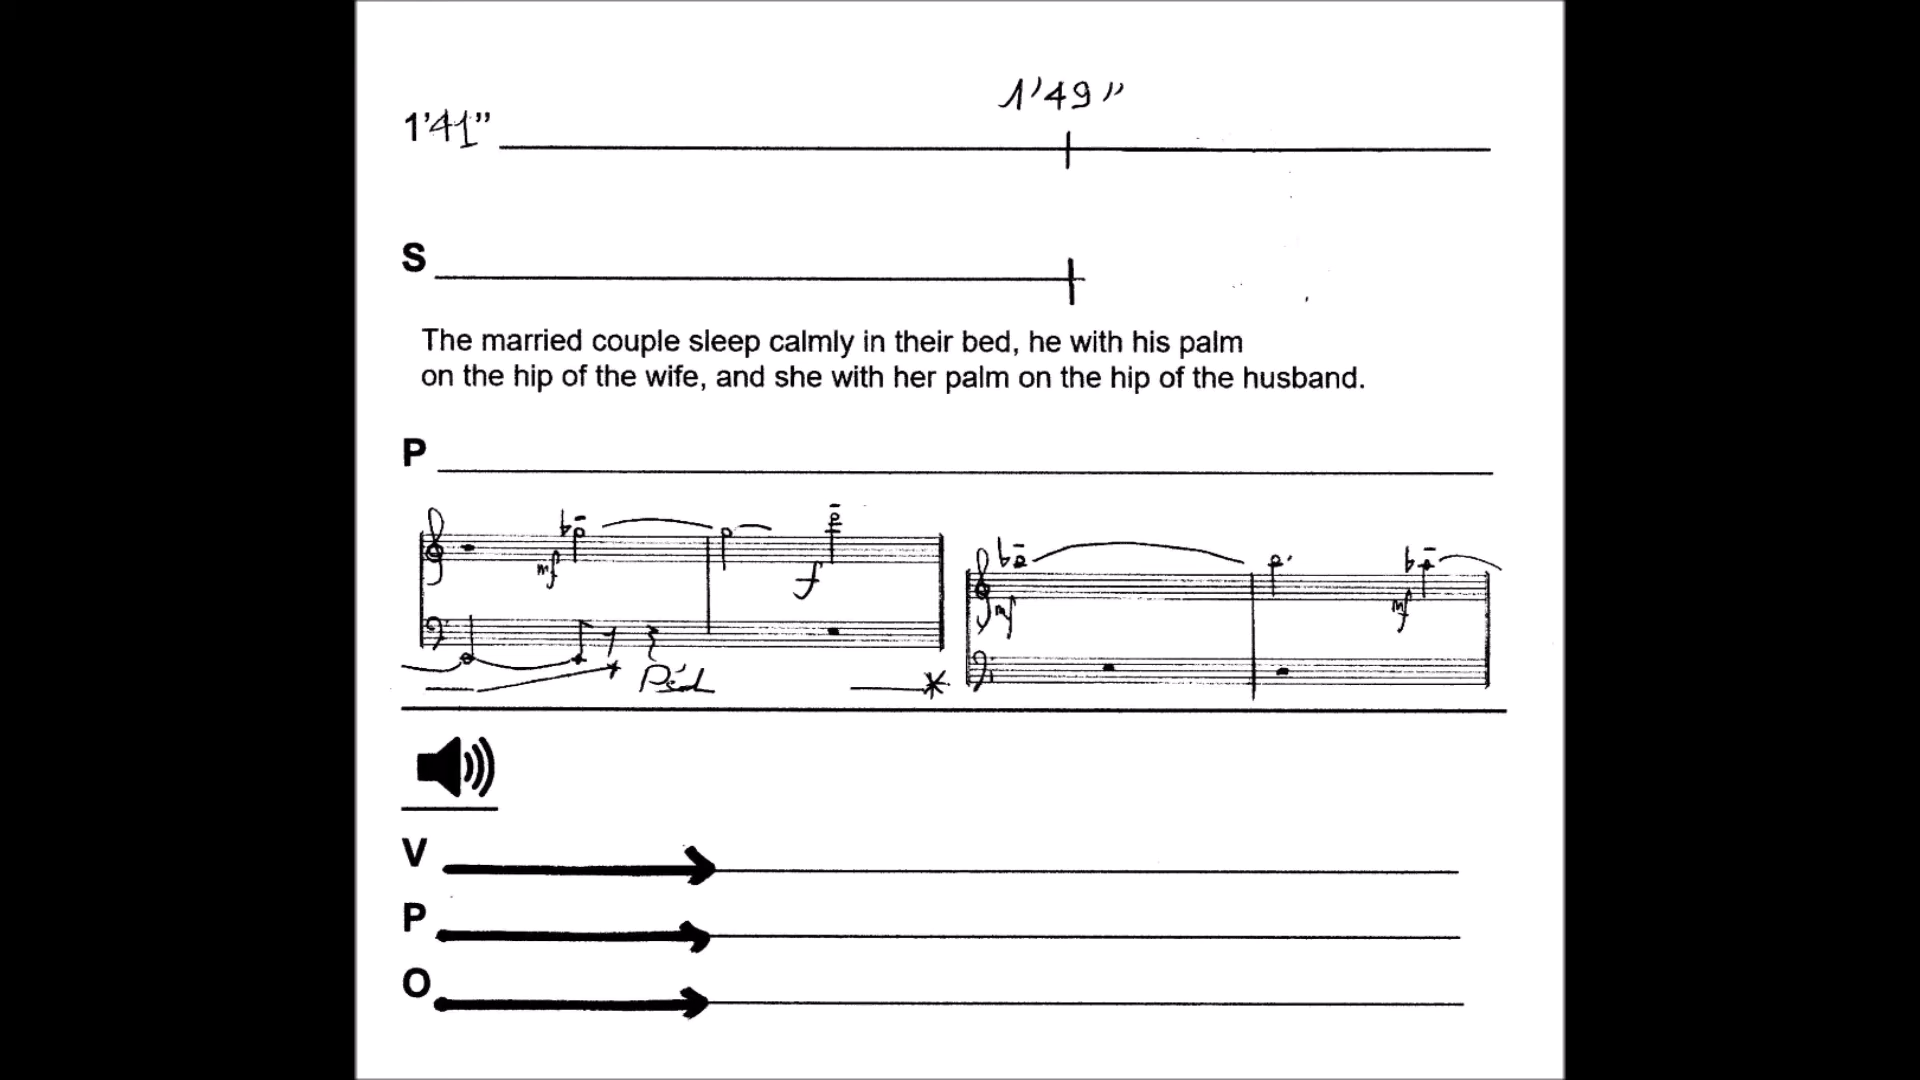 1'49"
1'41"
S
The married couple sleep calmly in their bed, he with his palm
on the hip of the wife, and she with her palm on the hip of the husband.
P
mf f mf mf
Péd
V
P
O